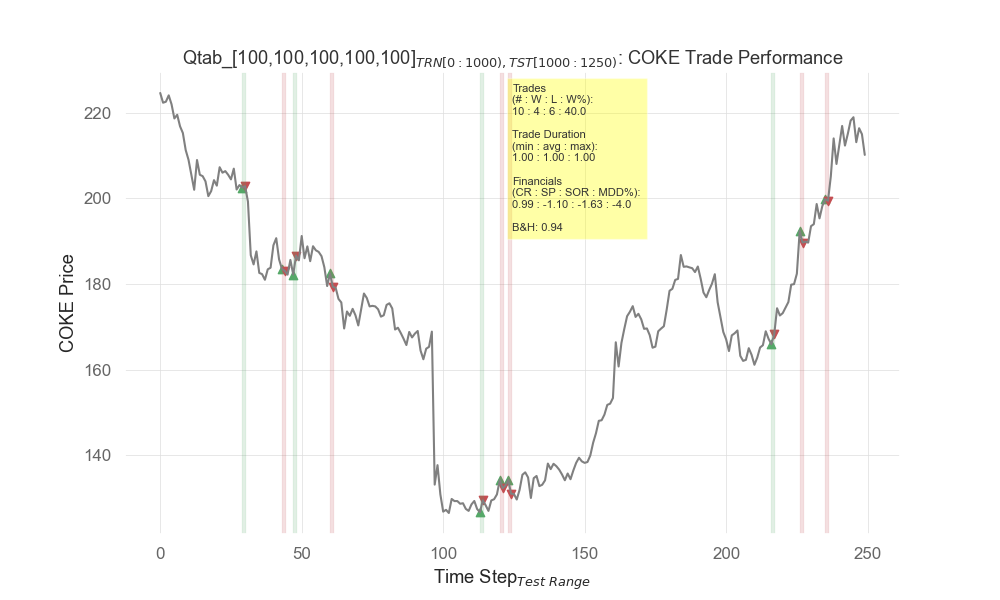 Qtab_[100,100,100,100,100]TRN[0 : 1000), TST[1000 : 1250): COKE Trade Performance
Trades
(# : W : L : W%):
10 : 4 : 6 : 40.0
Trade Duration
(min : avg : max):
1.00 : 1.00 : 1.00
Financials
(CR : SP : SOR : MDD%):
0.99 : -1.10 : -1.63 : -4.0
B&H: 0.94
COKE Price
220
200
180
160
140
0 50 100 150 200 250
Time StepTest Range